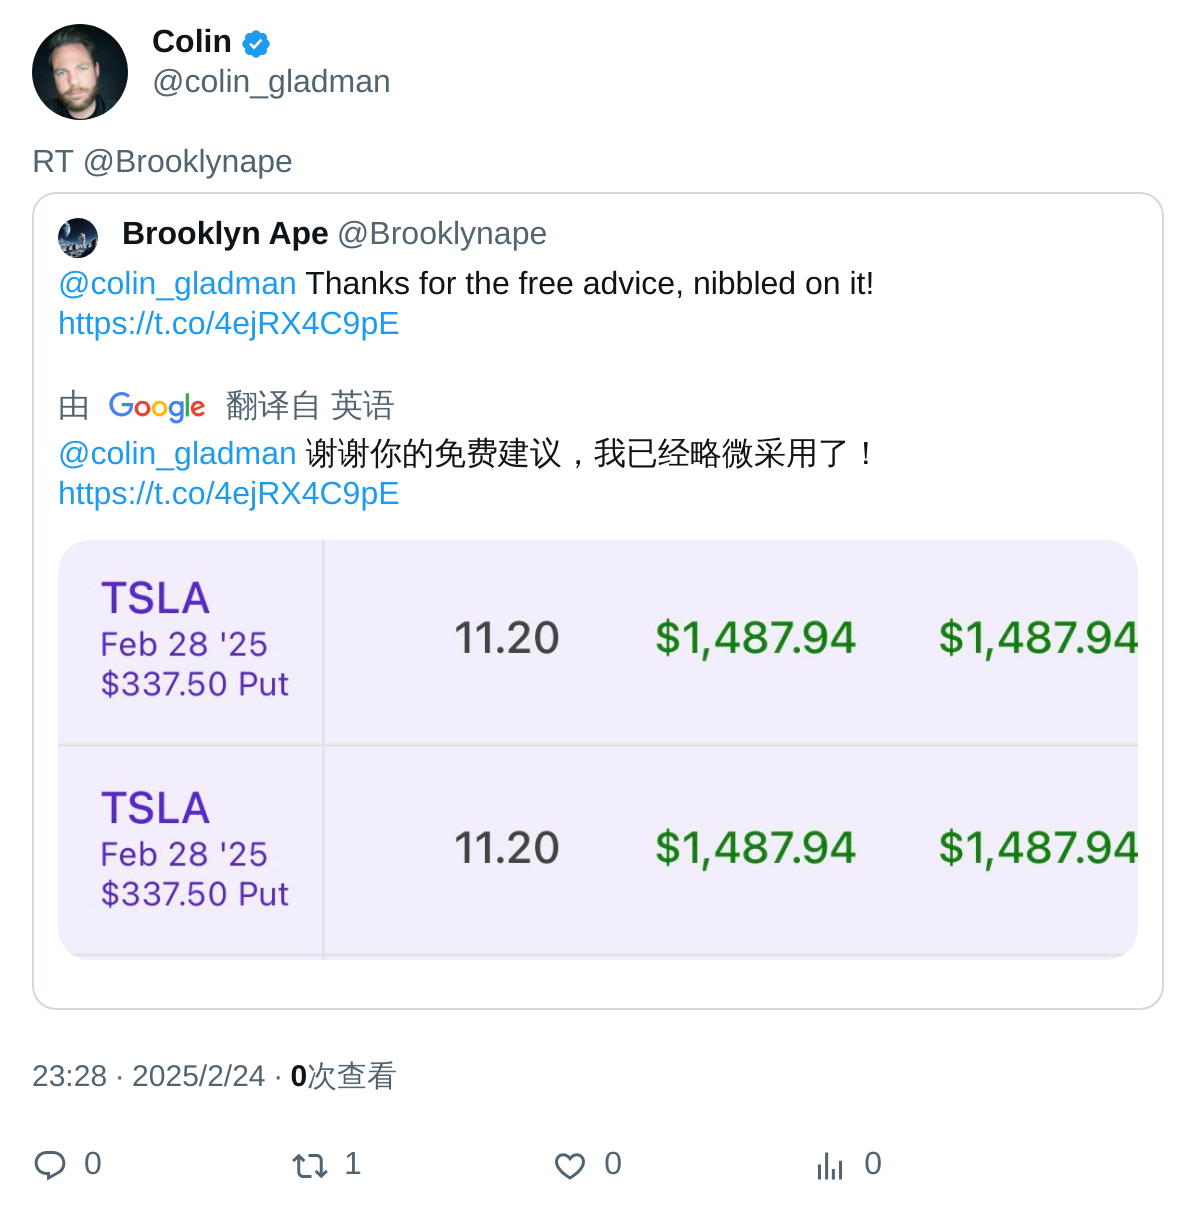 Colin
@colin_gladman
RT @Brooklynape
Brooklyn Ape @Brooklynape
@colin_gladman Thanks for the free advice, nibbled on it!
https://t.co/4ejRX4C9pE
由 Google 翻译自 英语
@colin_gladman 谢谢你的免费建议，我已经略微采用了！
https://t.co/4ejRX4C9pE
TSLA
Feb 28 '25
$337.50 Put
11.20 $1,487.94 $1,487.94
TSLA
Feb 28 '25
$337.50 Put
11.20 $1,487.94 $1,487.94
23:28 · 2025/2/24 · 0次查看
0 1 0 0